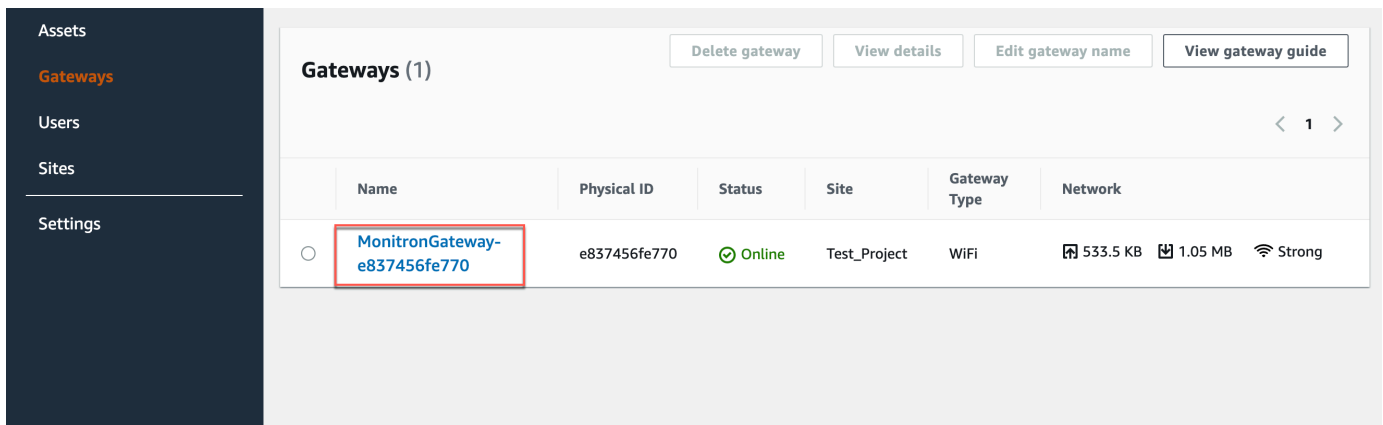 Assets
Gateways
Users
Sites
Settings
Gateways (1)
Delete gateway View details Edit gateway name View gateway guide
1
Name Physical ID Status Site Gateway Type Network
MonitronGateway-
e837456fe770
e837456fe770 Online Test_Project WiFi 533.5 KB 1.05 MB Strong